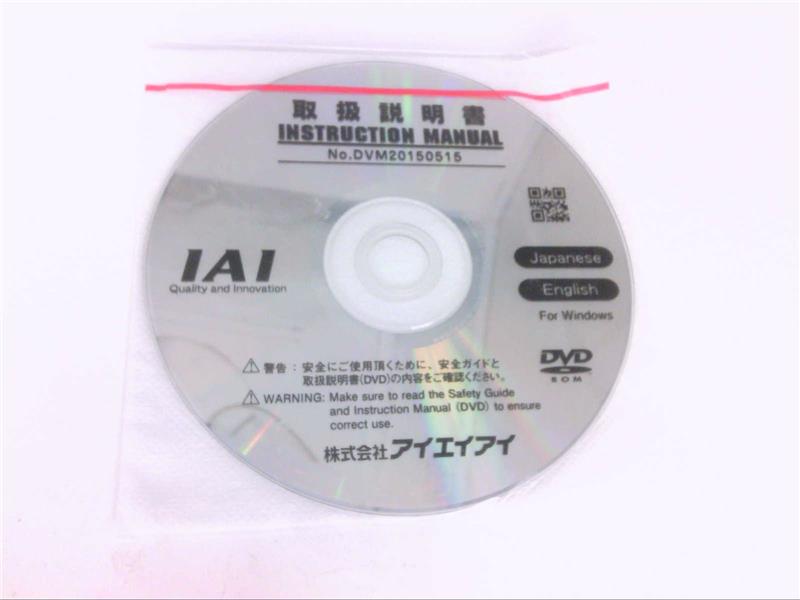 取扱説明書
INSTRUCTION MANUAL
No.DVM20150515
IAI
Quality and Innovation
Japanese
English
For Windows
DVD
ROM
警告：安全にご使用頂くために、安全ガイドと
取扱説明書(DVD)の内容をご確認ください。
WARNING: Make sure to read the Safety Guide
and Instruction Manual (DVD) to ensure
correct use.
株式会社アイエイアイ